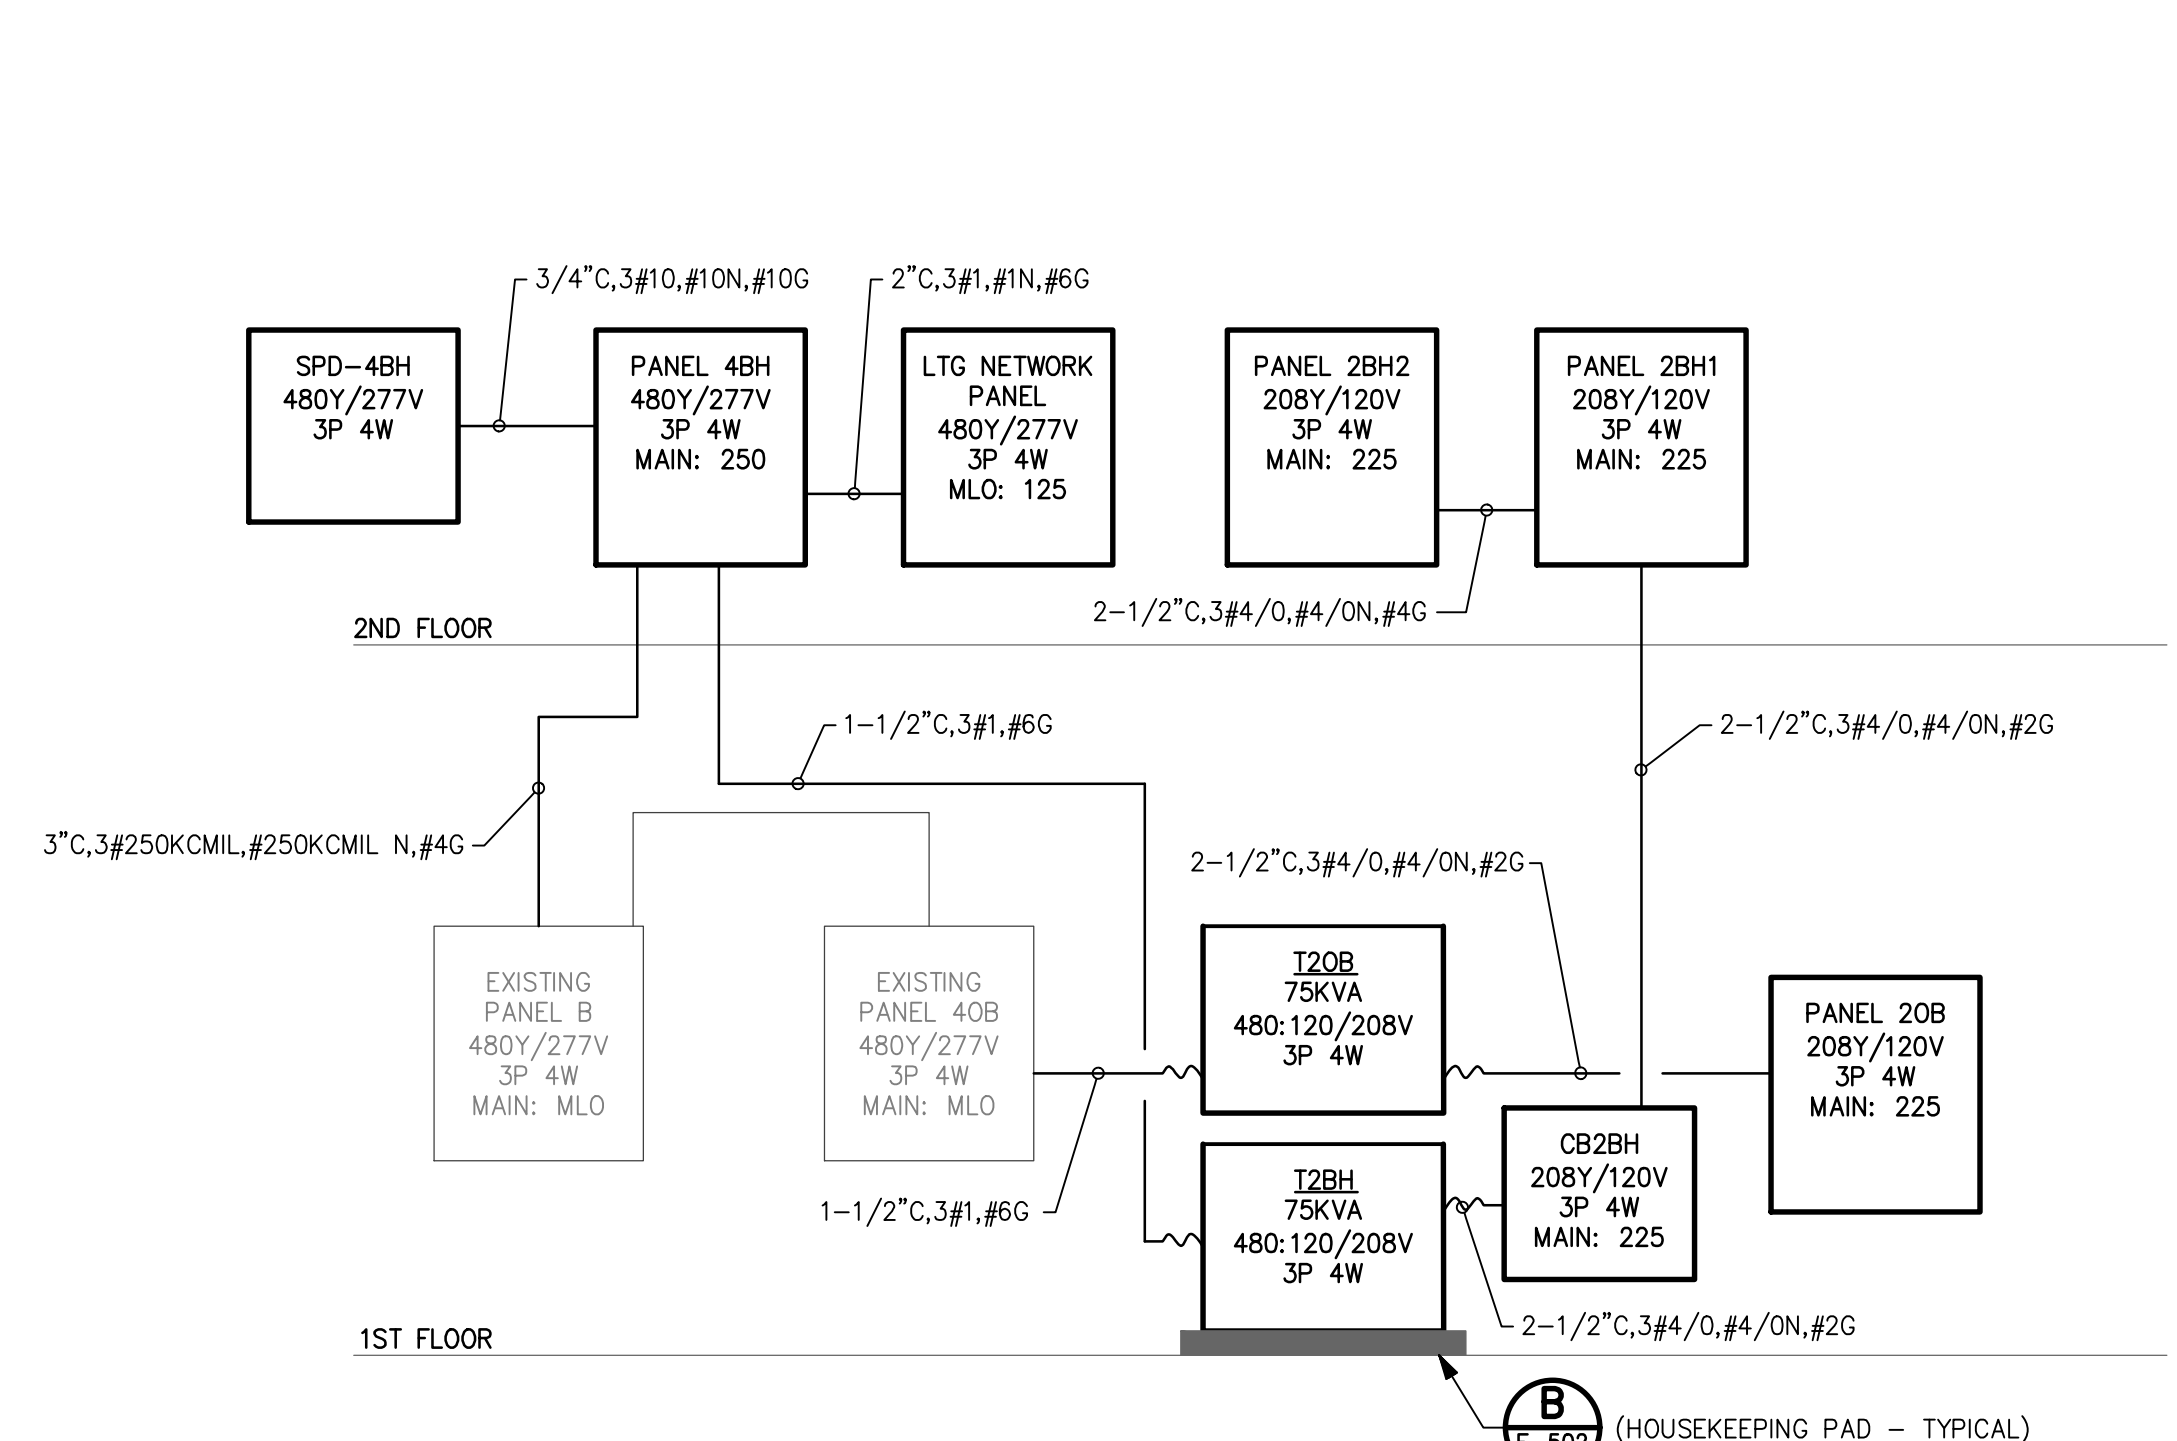 3/4"C,3#10,#10N,#10G
2"C,3#1,#1N,#6G
SPD-4BH
480Y/277V
3P 4W
PANEL 4BH
480Y/277V
3P 4W
MAIN: 250
LTG NETWORK
PANEL
480Y/277V
3P 4W
MLO: 125
PANEL 2BH2
208Y/120V
3P 4W
MAIN: 225
PANEL 2BH1
208Y/120V
3P 4W
MAIN: 225
2-1/2"C,3#4/0,#4/0N,#4G
2ND FLOOR
1-1/2"C,3#1,#6G
2-1/2"C,3#4/0,#4/0N,#2G
3"C,3#250KCMIL,#250KCMIL N,#4G
2-1/2"C,3#4/0,#4/0N,#2G
EXISTING
PANEL B
480Y/277V
3P 4W
MAIN: MLO
EXISTING
PANEL 40B
480Y/277V
3P 4W
MAIN: MLO
T20B
75KVA
480:120/208V
3P 4W
PANEL 20B
208Y/120V
3P 4W
MAIN: 225
1-1/2"C,3#1,#6G
T2BH
75KVA
480:120/208V
3P 4W
CB2BH
208Y/120V
3P 4W
MAIN: 225
2-1/2"C,3#4/0,#4/0N,#2G
1ST FLOOR
B
(HOUSEKEEPING PAD - TYPICAL)